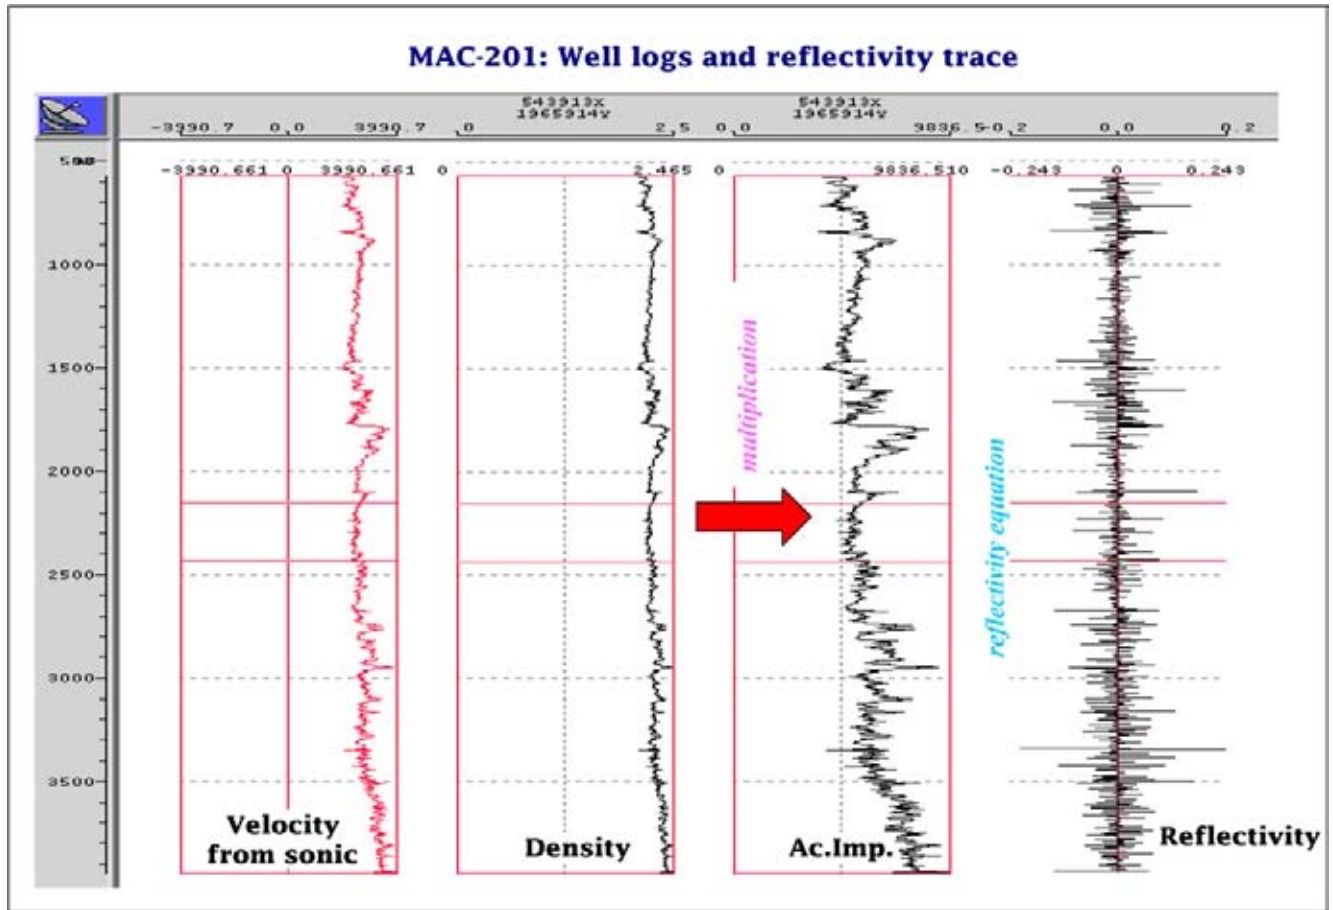 MAC-201: Well logs and reflectivity trace
543913X 543913X
1965914Y 1965914Y
-3990.7 0.0 3990.7 0.0 2.5 0.0 9836.5 -0.2 0.0 0.2
-3990.661 0 3990.661 0 2.465 0 9836.510 -0.243 0 0.243
1000
1500
multiplication
2000
reflectivity equation
2500
3000
3500
Velocity
from sonic
Density
Ac.Imp.
Reflectivity